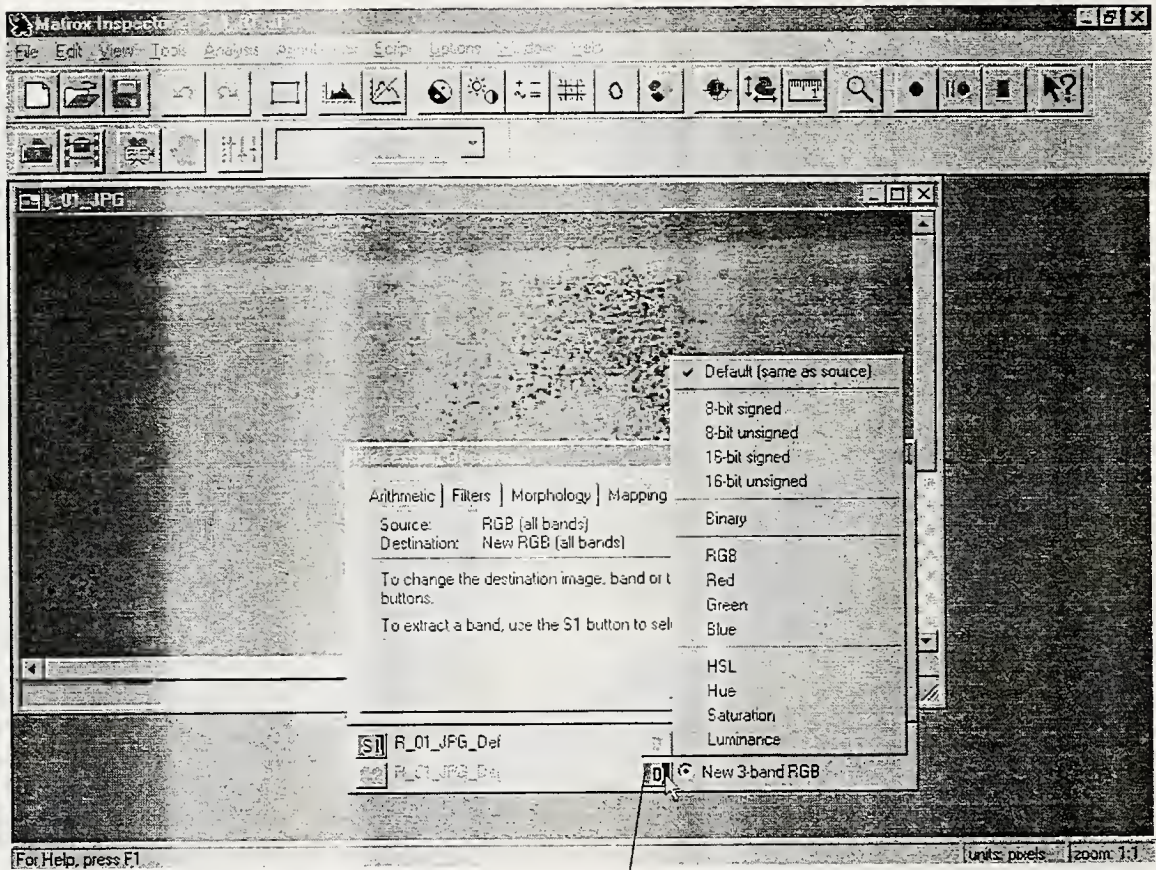 Matrox Inspector
File Edit View Tools Analysis Script Options Help
R_01_JPG
Default (same as source)
8-bit signed
8-bit unsigned
16-bit signed
16-bit unsigned
Binary
RGB
Red
Green
Blue
HSL
Hue
Saturation
Luminance
Arithmetic Filters Morphology Mapping
Source: RGB (all bands)
Destination: New RGB (all bands)
To change the destination image, band or t
buttons.
To extract a band, use the S1 button to sel
S1 R_01_JPG_Def
D New 3-band RGB
For Help, press F1 units: pixels zoom: 1:1